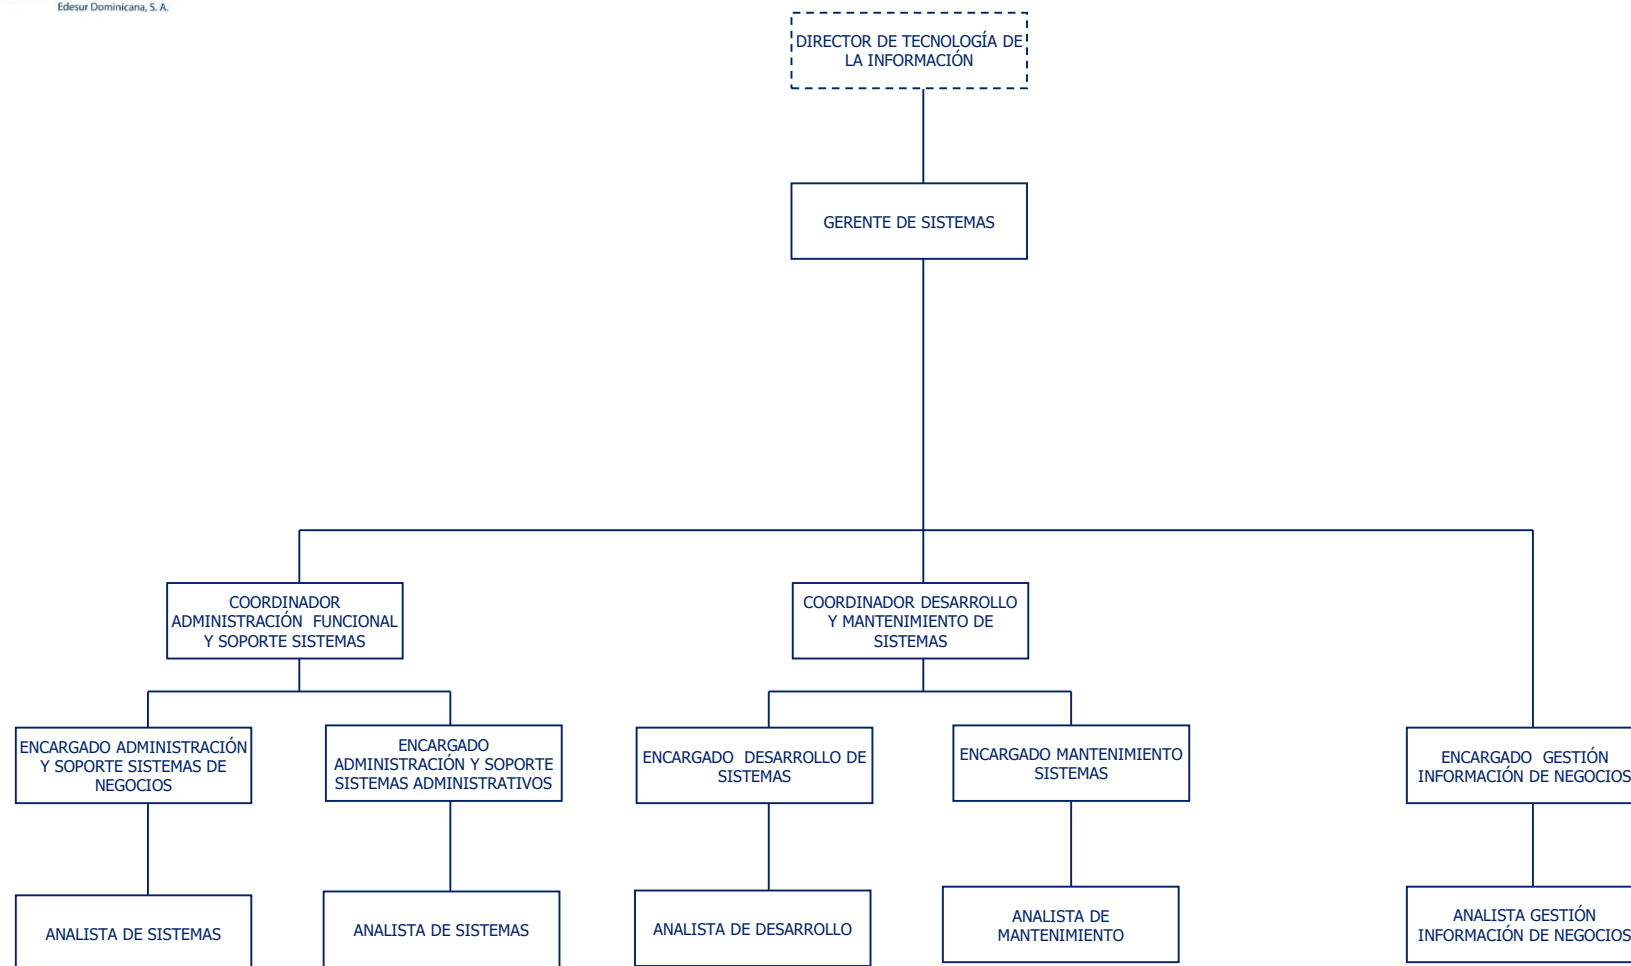 Edesur Dominicana, S. A.
DIRECTOR DE TECNOLOGÍA DE
LA INFORMACIÓN
GERENTE DE SISTEMAS
COORDINADOR
ADMINISTRACIÓN FUNCIONAL
Y SOPORTE SISTEMAS
COORDINADOR DESARROLLO
Y MANTENIMIENTO DE
SISTEMAS
ENCARGADO ADMINISTRACIÓN
Y SOPORTE SISTEMAS DE
NEGOCIOS
ENCARGADO
ADMINISTRACIÓN Y SOPORTE
SISTEMAS ADMINISTRATIVOS
ENCARGADO DESARROLLO DE
SISTEMAS
ENCARGADO MANTENIMIENTO
SISTEMAS
ENCARGADO GESTIÓN
INFORMACIÓN DE NEGOCIOS
ANALISTA DE SISTEMAS
ANALISTA DE SISTEMAS
ANALISTA DE DESARROLLO
ANALISTA DE
MANTENIMIENTO
ANALISTA GESTIÓN
INFORMACIÓN DE NEGOCIOS